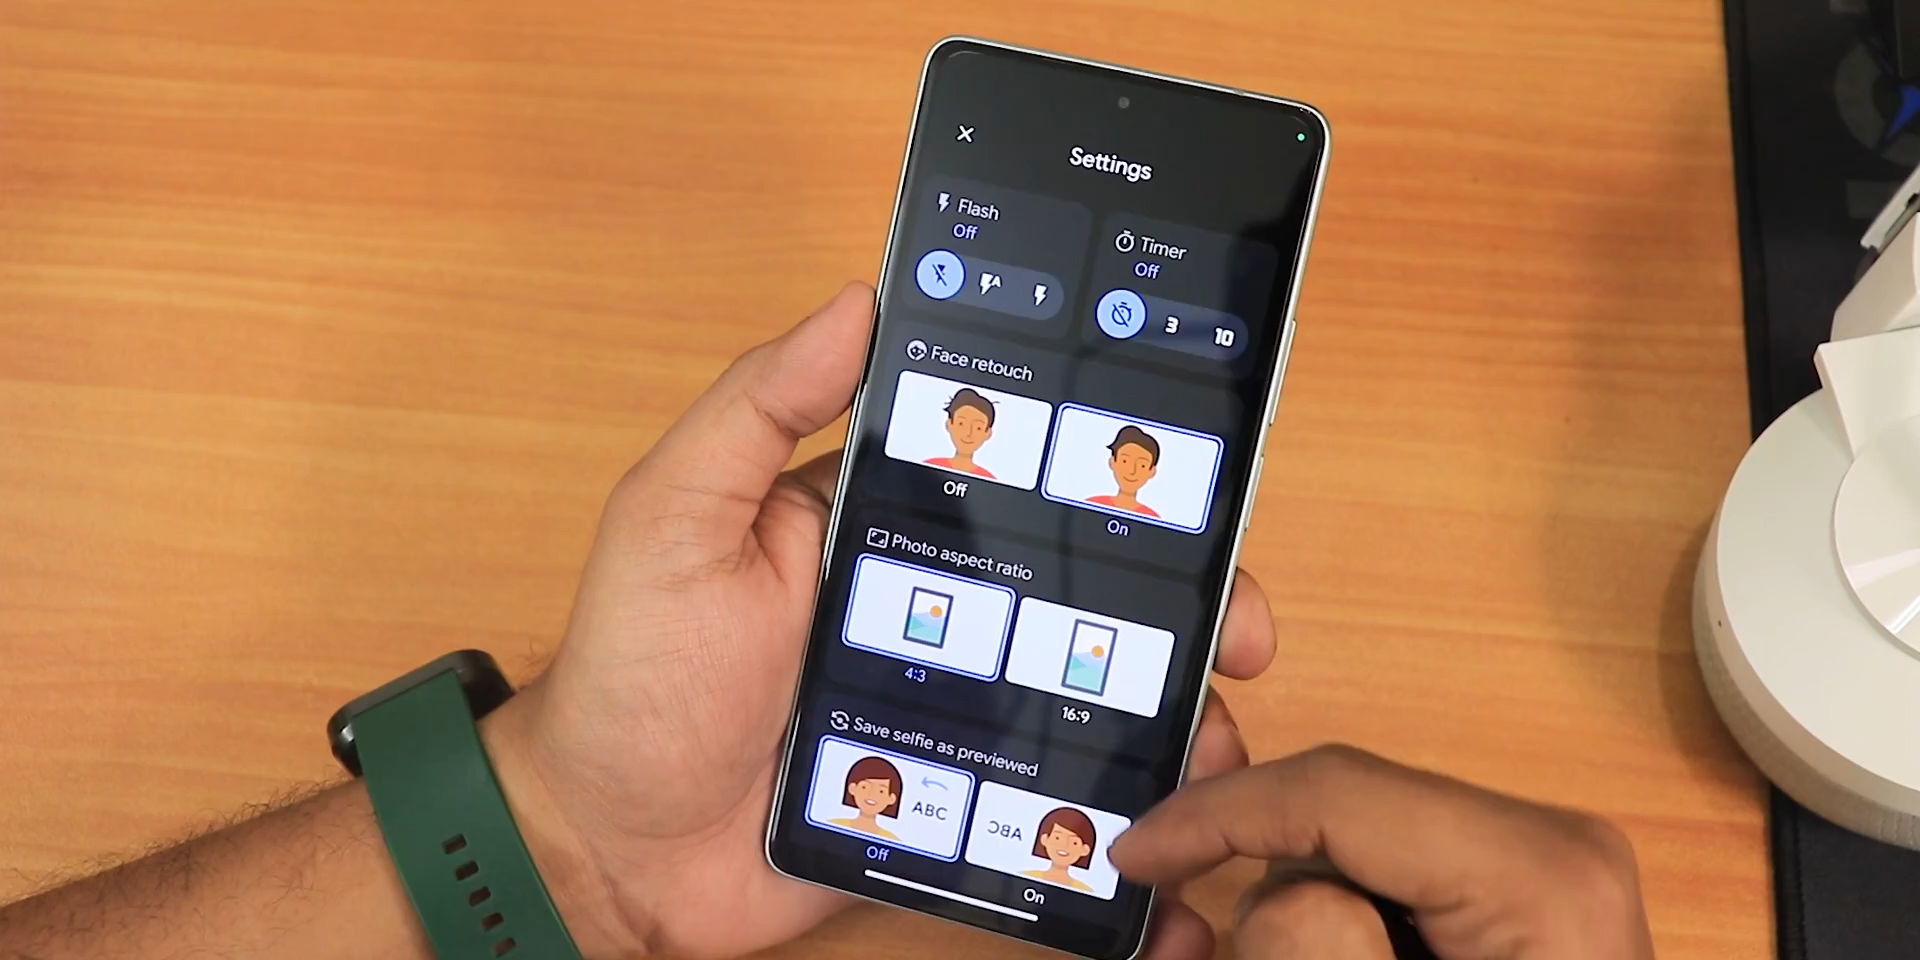 Settings
Flash
Off
Timer
Off
A
3
10
Face retouch
Off
On
Photo aspect ratio
4:3
16:9
Save selfie as previewed
ABC
ABC
Off
On